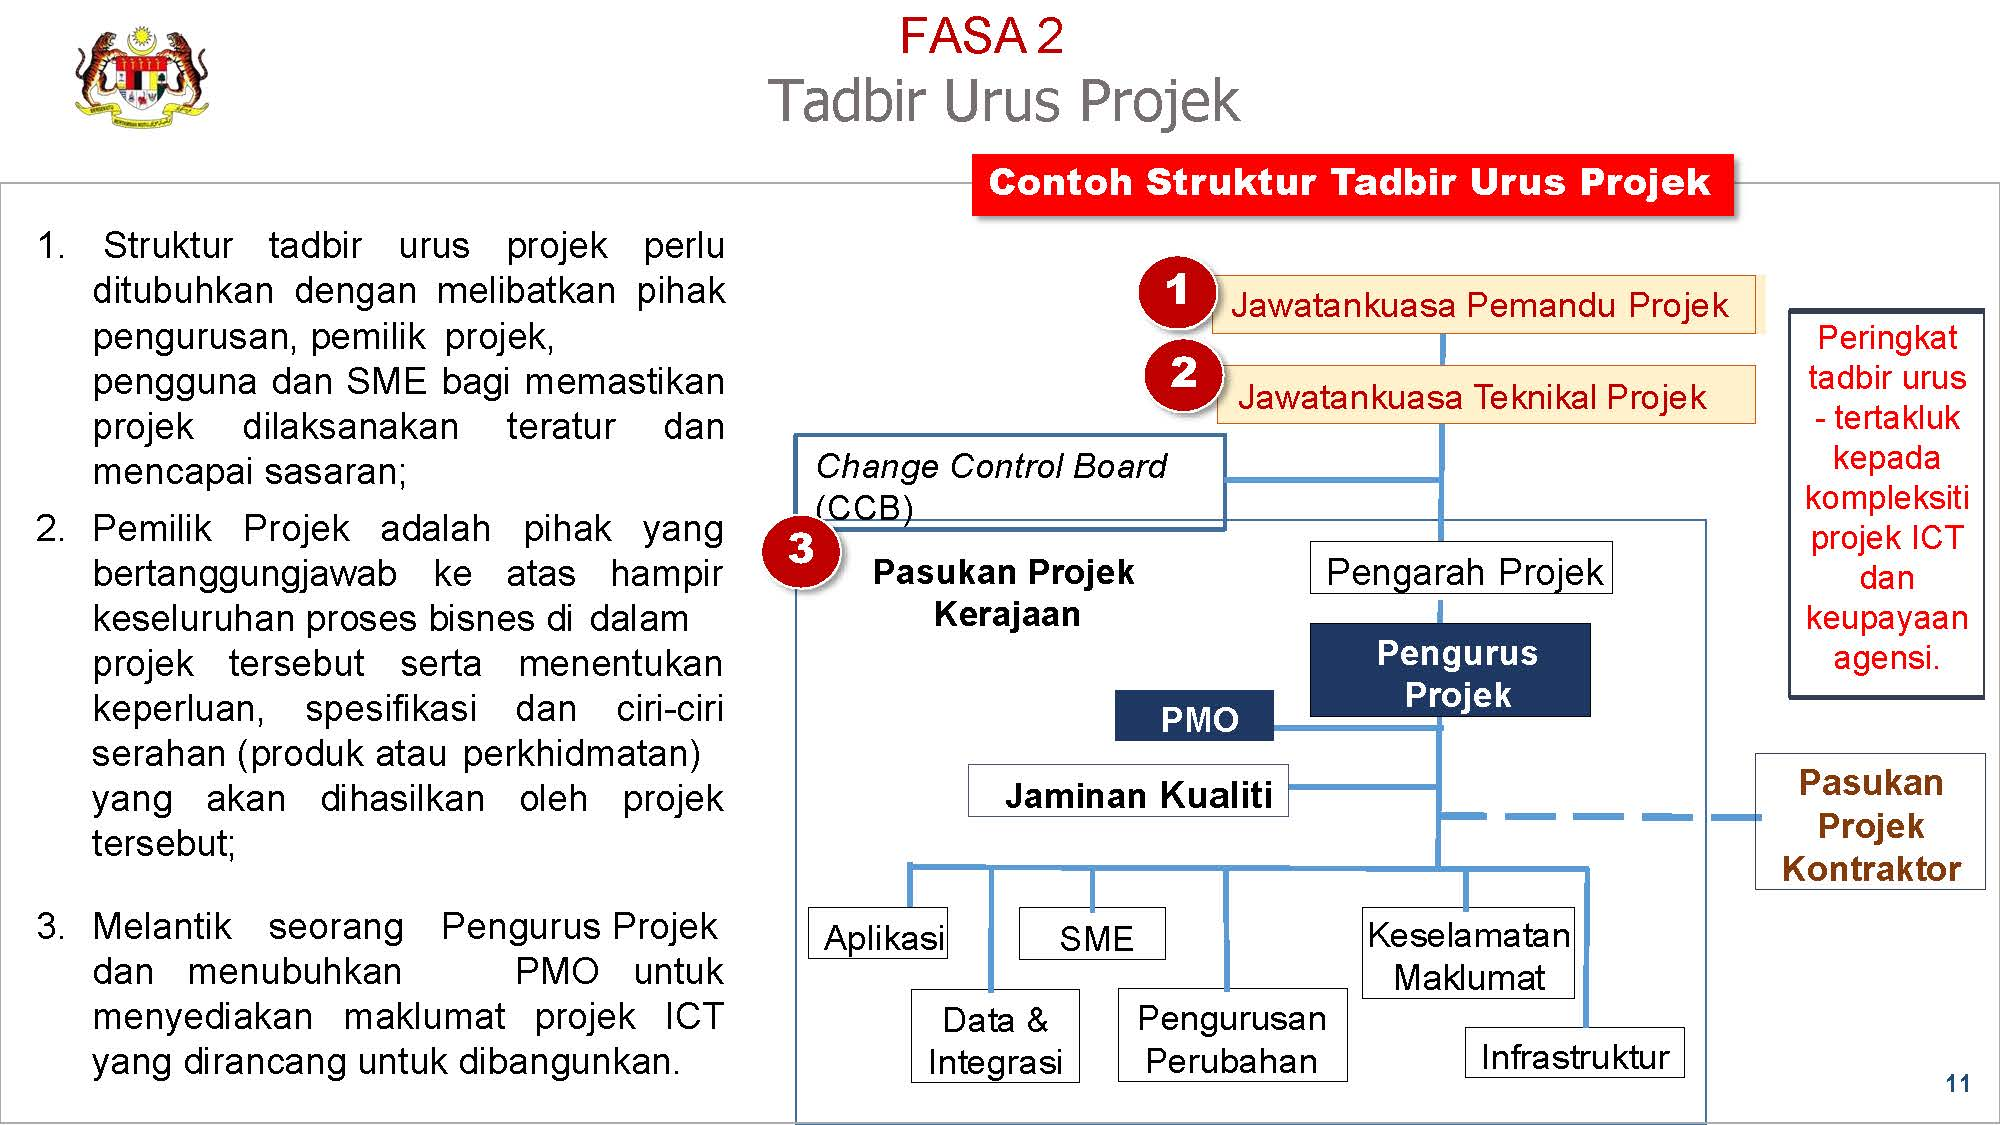 FASA 2
Tadbir Urus Projek
Contoh Struktur Tadbir Urus Projek
1. Struktur tadbir urus projek perlu
ditubuhkan dengan melibatkan pihak
pengurusan, pemilik projek,
pengguna dan SME bagi memastikan
projek dilaksanakan teratur dan
mencapai sasaran;
2. Pemilik Projek adalah pihak yang
bertanggungjawab ke atas hampir
keseluruhan proses bisnes di dalam
projek tersebut serta menentukan
keperluan, spesifikasi dan ciri-ciri
serahan (produk atau perkhidmatan)
yang akan dihasilkan oleh projek
tersebut;
3. Melantik seorang Pengurus Projek
dan menubuhkan PMO untuk
menyediakan maklumat projek ICT
yang dirancang untuk dibangunkan.
1
Jawatankuasa Pemandu Projek
2
Jawatankuasa Teknikal Projek
Change Control Board
(CCB)
3
Pasukan Projek
Kerajaan
Pengarah Projek
Pengurus
Projek
PMO
Jaminan Kualiti
Aplikasi
SME
Keselamatan
Maklumat
Data &
Integrasi
Pengurusan
Perubahan
Infrastruktur
Peringkat
tadbir urus
- tertakluk
kepada
kompleksiti
projek ICT
dan
keupayaan
agensi.
Pasukan
Projek
Kontraktor
11